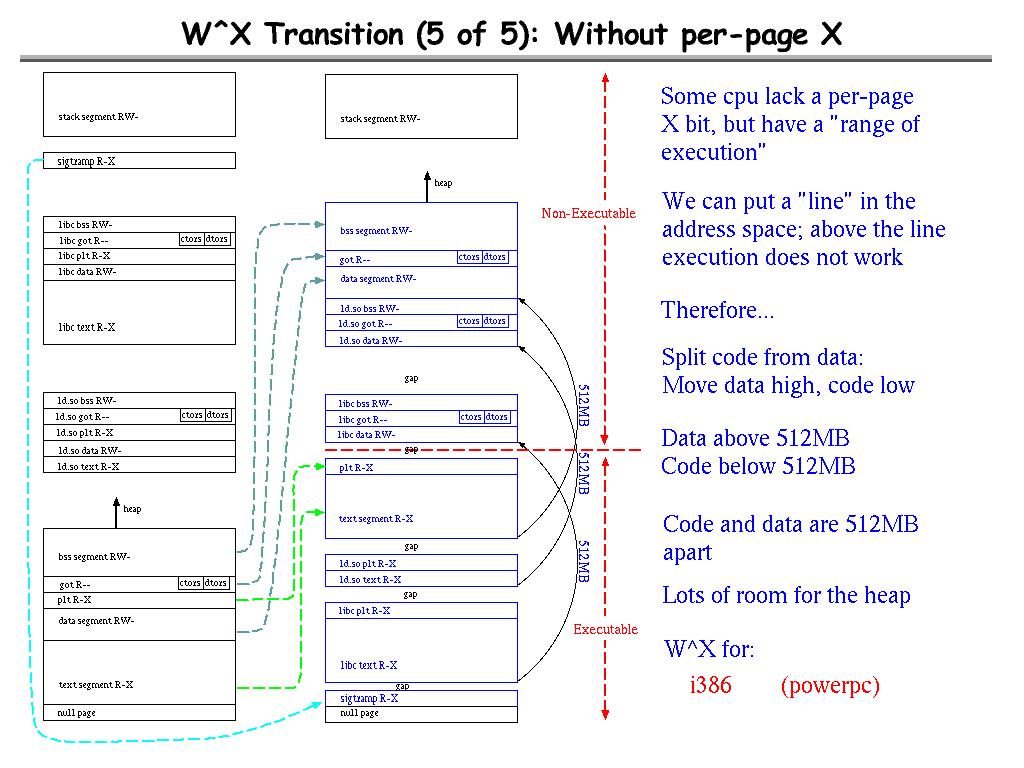 W^X Transition (5 of 5): Without per-page X
stack segment RW-
sigtramp R-X
libc bss RW-
libc got R-- ctors dtors
libc plt R-X
libc data RW-
libc text R-X
ld.so bss RW-
ld.so got R-- ctors dtors
ld.so plt R-X
ld.so data RW-
ld.so text R-X
heap
bss segment RW-
got R-- ctors dtors
plt R-X
data segment RW-
text segment R-X
null page
stack segment RW-
heap
bss segment RW-
got R-- ctors dtors
data segment RW-
ld.so bss RW-
ld.so got R-- ctors dtors
ld.so data RW-
gap
libc bss RW-
libc got R-- ctors dtors
libc data RW-
gap
plt R-X
text segment R-X
gap
ld.so plt R-X
ld.so text R-X
gap
libc plt R-X
libc text R-X
gap
sigtramp R-X
null page
512MB
512MB
512MB
Non-Executable
Executable
Some cpu lack a per-page
X bit, but have a "range of
execution"
We can put a "line" in the
address space; above the line
execution does not work
Therefore...
Split code from data:
Move data high, code low
Data above 512MB
Code below 512MB
Code and data are 512MB
apart
Lots of room for the heap
W^X for:
i386 (powerpc)